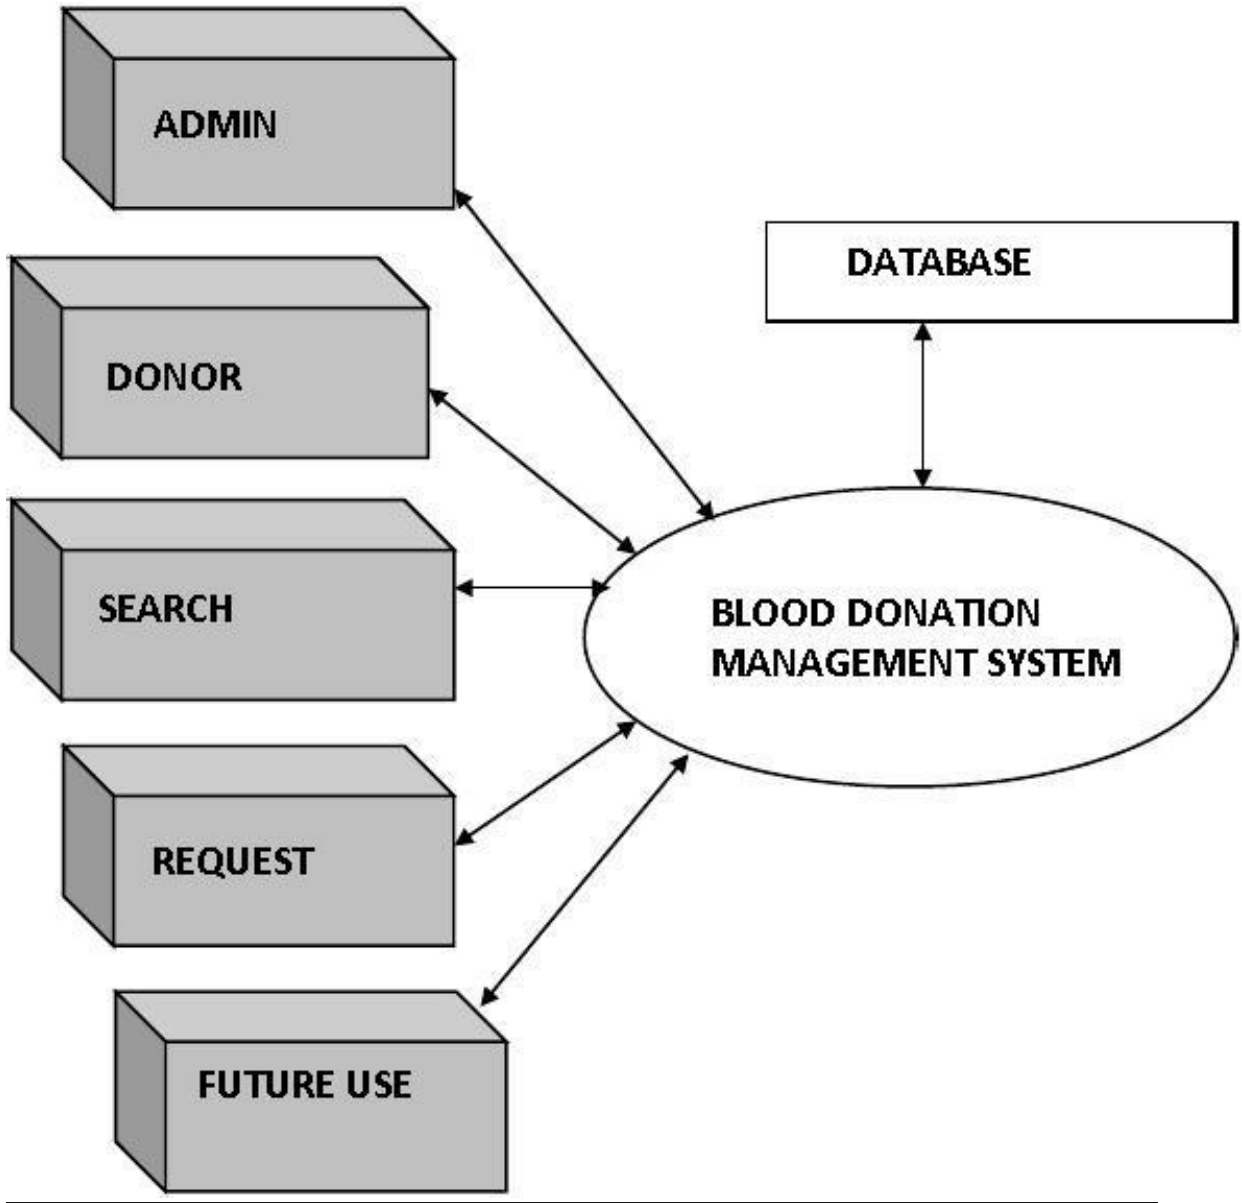 ADMIN
DONOR
SEARCH
REQUEST
FUTURE USE
DATABASE
BLOOD DONATION
MANAGEMENT SYSTEM